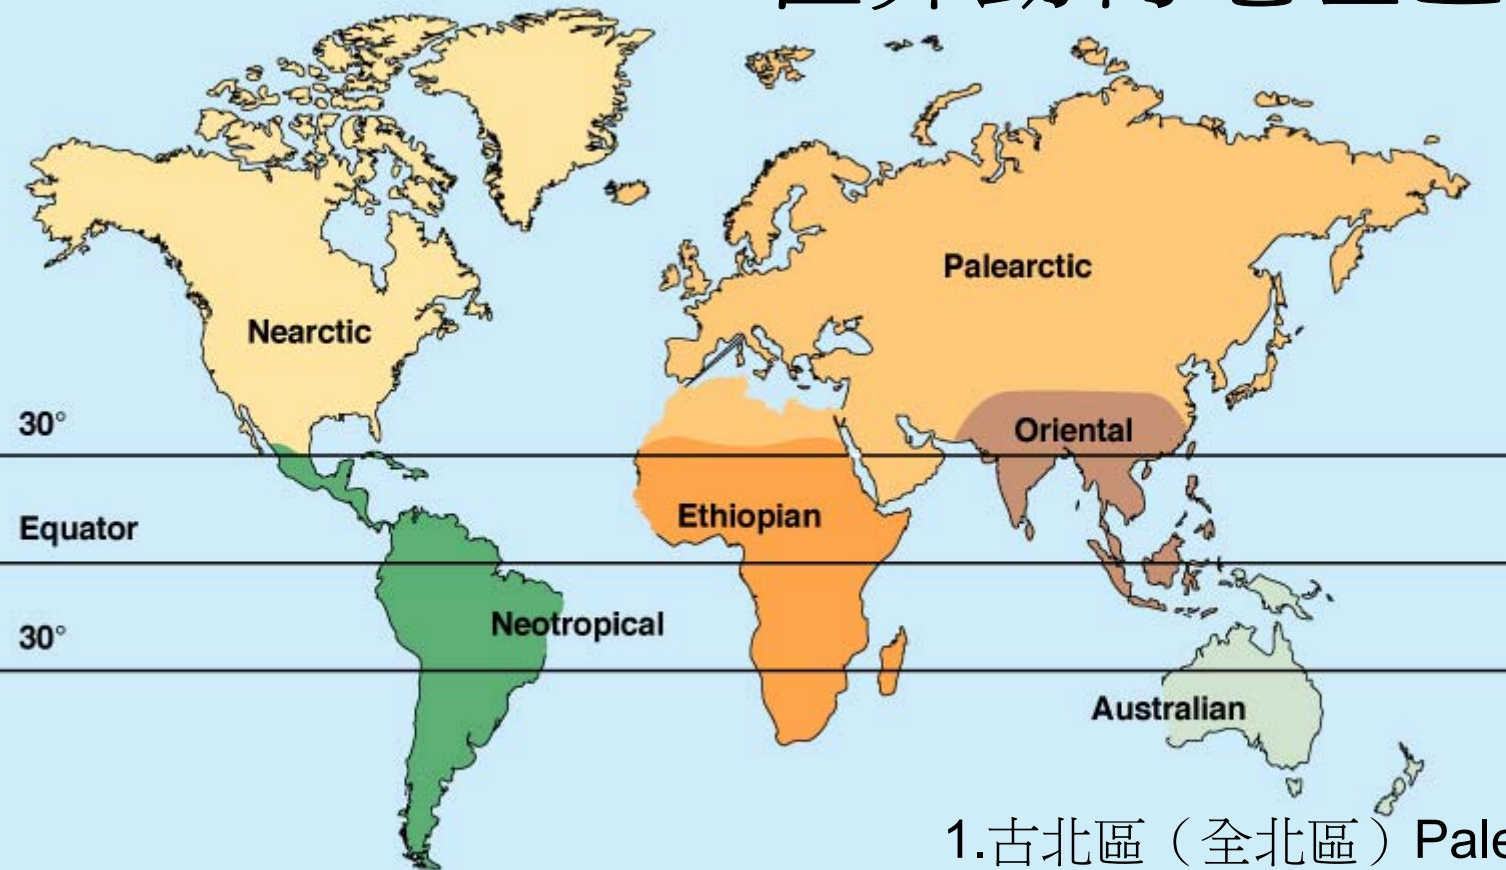 Palearctic
Nearctic
30°
Oriental
Ethiopian
Equator
Neotropical
30°
Australian
1.古北區（全北區）Pale